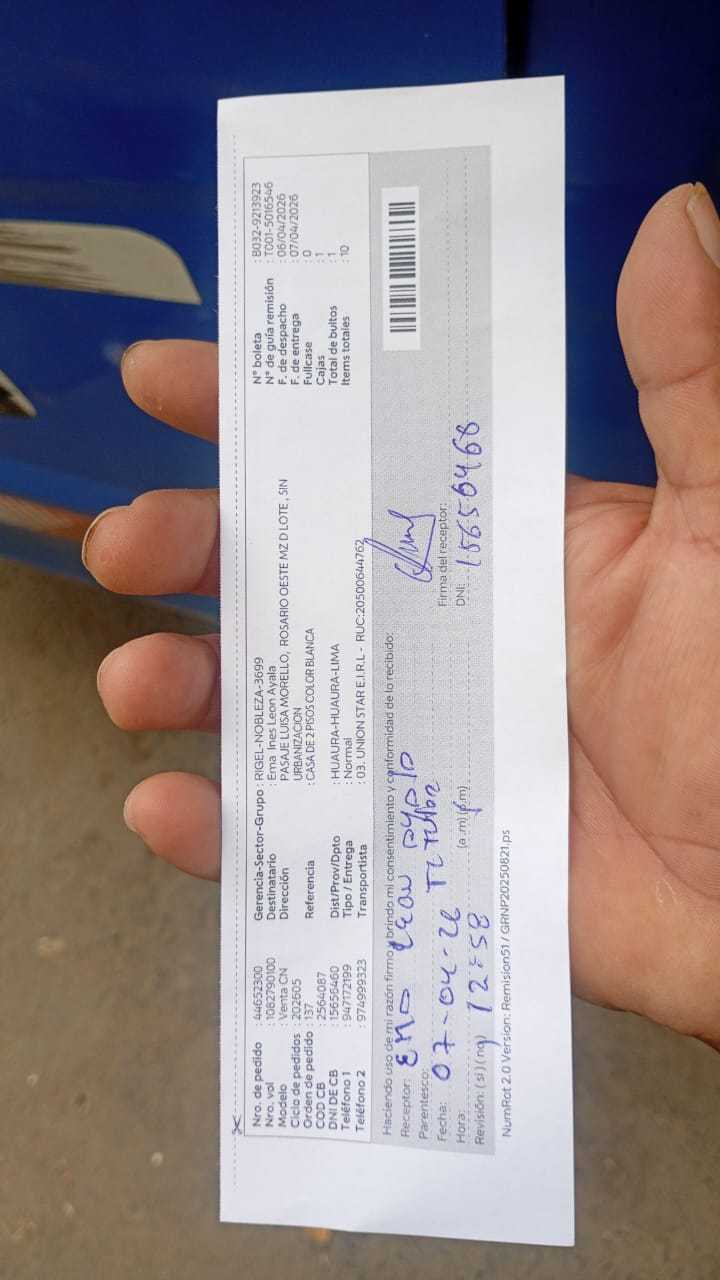 Nro. de pedido : 44652300
Nro. vol : 1082790100
Modelo : Venta CN
Ciclo de pedidos : 202605
Orden de pedido : 137
COD CB : 2564087
DNI DE CB : 15656460
Teléfono 1 : 947172199
Teléfono 2 : 974999323
Gerencia-Sector-Grupo : RIGEL-NOBLEZA-3699
Destinatario : Ema Ines Leon Ayala
Dirección : PASAJE LUISA MORELLO, ROSARIO OESTE MZ D LOTE , SIN
URBANIZACION
Referencia : CASA DE 2 PISOS COLOR BLANCA
Dist/Prov/Dpto : HUAURA-HUAURA-LIMA
Tipo / Entrega : Normal
Transportista : 03. UNION STAR E.I.R.L - RUC:20500644762
N° boleta : B032-9213923
N° de guía remisión : T001-5016546
F. de despacho : 06/04/2026
F. de entrega : 07/04/2026
Fullcase : 0
Cajas : 1
Total de bultos : 1
Items totales : 10
Haciendo uso de mi razón firmo y brindo mi consentimiento y conformidad de lo recibido:
Receptor: EMA LEON AYALA
Parentesco: TITULAR
Fecha: 07-04-26
Hora: 12:58 (a.m) (p.m)
Revisión: (si) (no)
Firma del receptor:
DNI: 15656468
NumRot 2.0 Version: Remision51 / GRNP20250821.ps